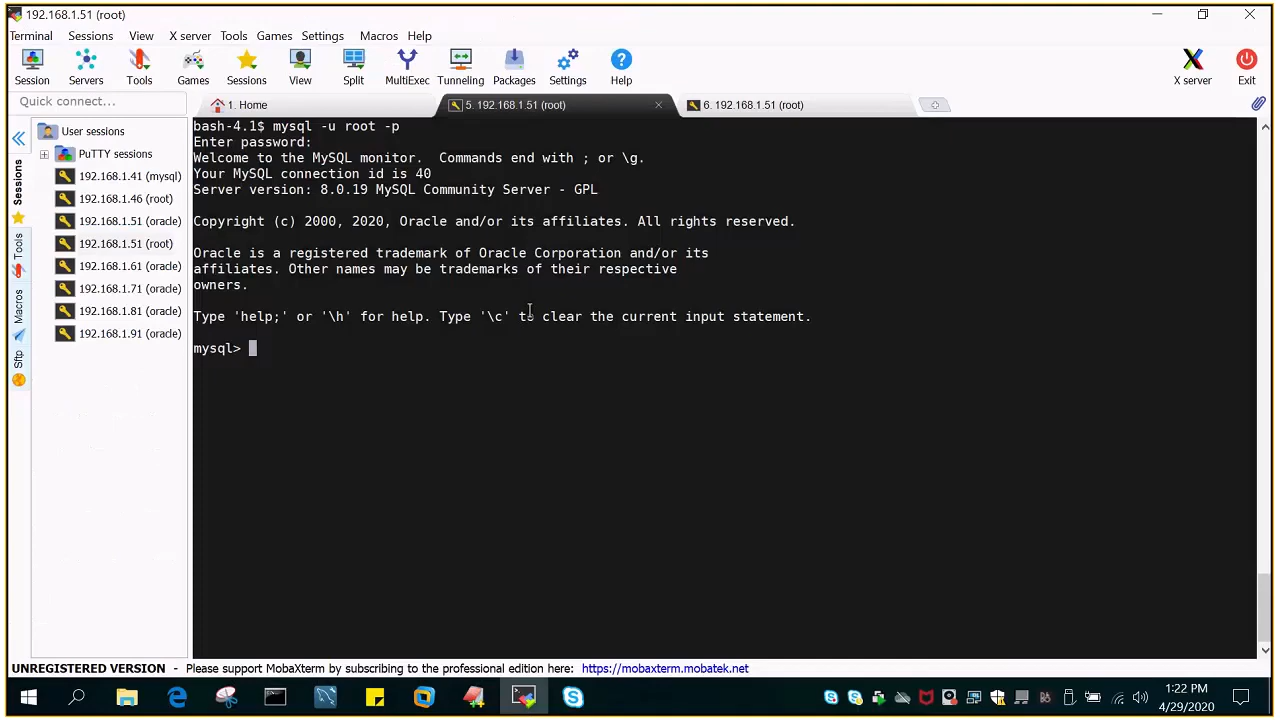 192.168.1.51 (root)
Terminal Sessions View X server Tools Games Settings Macros Help
Session Servers Tools Games Sessions View Split MultiExec Tunneling Packages Settings Help X server Exit
Quick connect...
1. Home
5. 192.168.1.51 (root)
6. 192.168.1.51 (root)
Sessions
Tools
Macros
Sftp
User sessions
PuTTY sessions
192.168.1.41 (mysql)
192.168.1.46 (root)
192.168.1.51 (oracle)
192.168.1.51 (root)
192.168.1.61 (oracle)
192.168.1.71 (oracle)
192.168.1.81 (oracle)
192.168.1.91 (oracle)
bash-4.1$ mysql -u root -p
Enter password:
Welcome to the MySQL monitor.  Commands end with ; or \g.
Your MySQL connection id is 40
Server version: 8.0.19 MySQL Community Server - GPL
Copyright (c) 2000, 2020, Oracle and/or its affiliates. All rights reserved.
Oracle is a registered trademark of Oracle Corporation and/or its
affiliates. Other names may be trademarks of their respective
owners.
Type 'help;' or '\h' for help. Type '\c' to clear the current input statement.
mysql>
UNREGISTERED VERSION - Please support MobaXterm by subscribing to the professional edition here: https://mobaxterm.mobatek.net
1:22 PM
4/29/2020